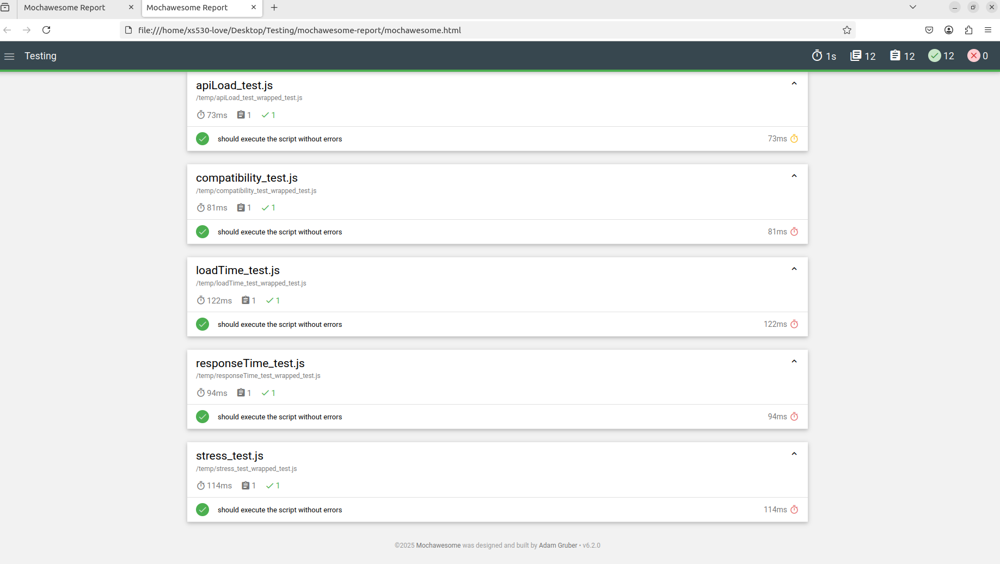 Mochawesome Report
Mochawesome Report
file:///home/xs530-love/Desktop/Testing/mochawesome-report/mochawesome.html
Testing
1s 12 12 12 0
apiLoad_test.js
/temp/apiLoad_test_wrapped_test.js
73ms 1 1
should execute the script without errors 73ms
compatibility_test.js
/temp/compatibility_test_wrapped_test.js
81ms 1 1
should execute the script without errors 81ms
loadTime_test.js
/temp/loadTime_test_wrapped_test.js
122ms 1 1
should execute the script without errors 122ms
responseTime_test.js
/temp/responseTime_test_wrapped_test.js
94ms 1 1
should execute the script without errors 94ms
stress_test.js
/temp/stress_test_wrapped_test.js
114ms 1 1
should execute the script without errors 114ms
©2025 Mochawesome was designed and built by Adam Gruber • v6.2.0